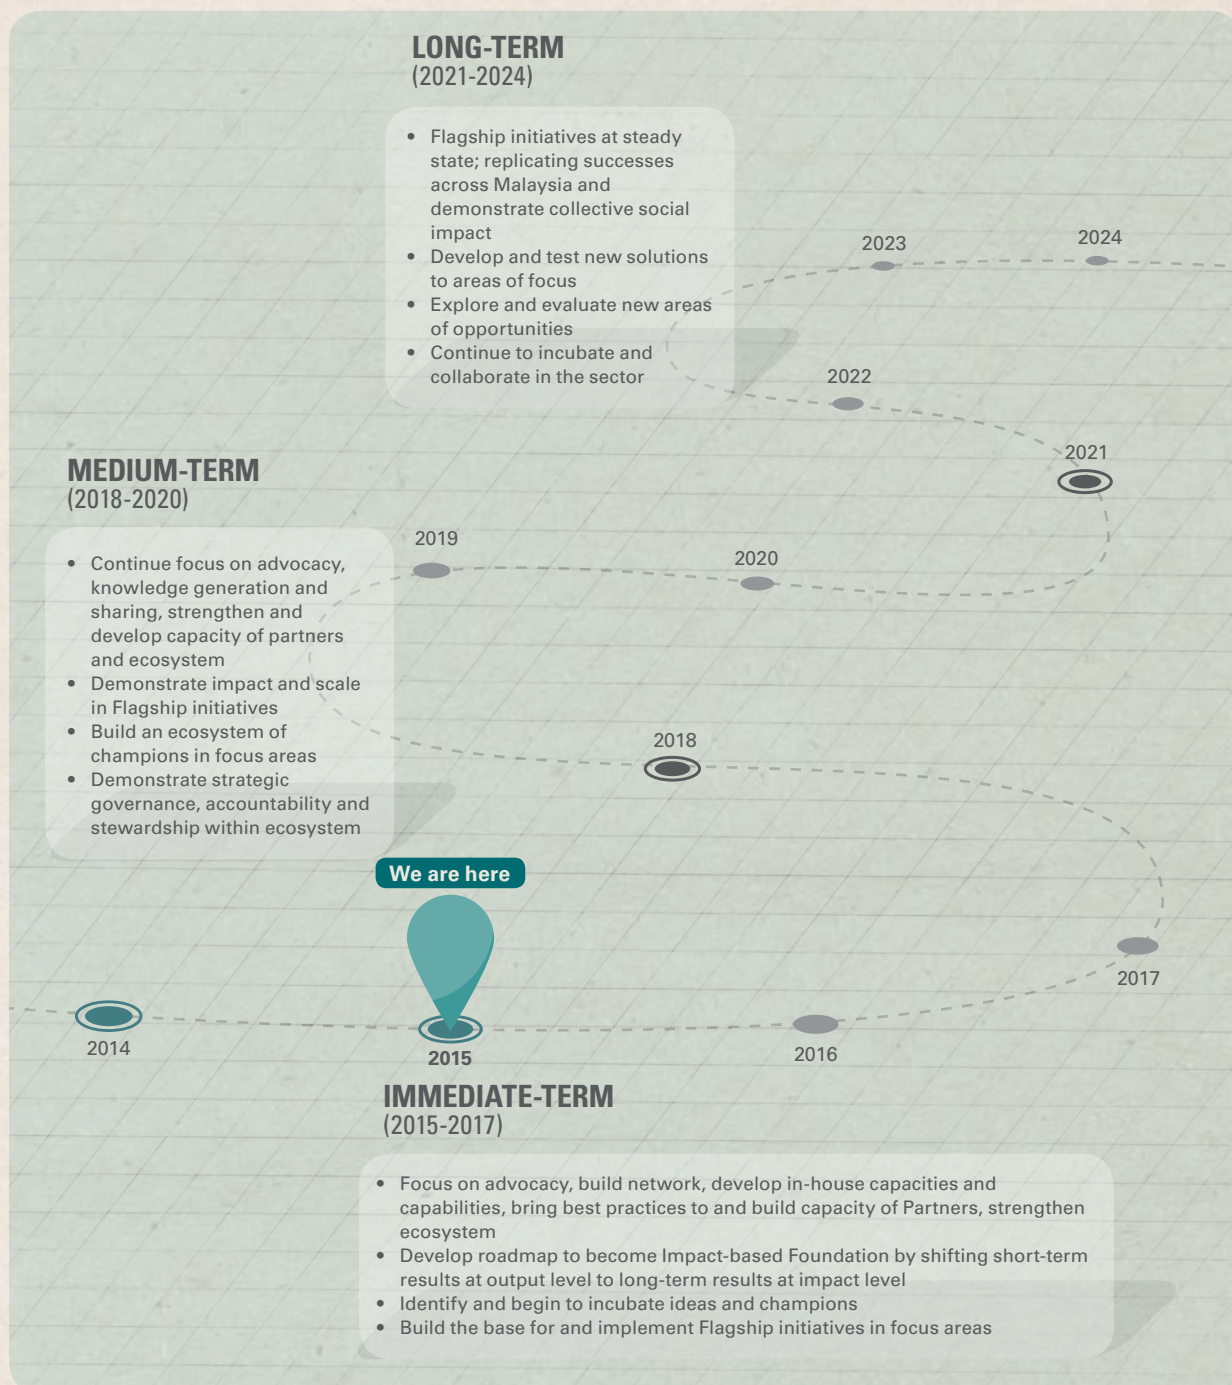 LONG-TERM
(2021-2024)
• Flagship initiatives at steady
state; replicating successes
across Malaysia and
demonstrate collective social
impact
• Develop and test new solutions
to areas of focus
• Explore and evaluate new areas
of opportunities
• Continue to incubate and
collaborate in the sector
2023
2024
2022
2021
MEDIUM-TERM
(2018-2020)
• Continue focus on advocacy,
knowledge generation and
sharing, strengthen and
develop capacity of partners
and ecosystem
• Demonstrate impact and scale
in Flagship initiatives
• Build an ecosystem of
champions in focus areas
• Demonstrate strategic
governance, accountability and
stewardship within ecosystem
2019
2020
2018
We are here
2017
2014
2015
2016
IMMEDIATE-TERM
(2015-2017)
• Focus on advocacy, build network, develop in-house capacities and
capabilities, bring best practices to and build capacity of Partners, strengthen
ecosystem
• Develop roadmap to become Impact-based Foundation by shifting short-term
results at output level to long-term results at impact level
• Identify and begin to incubate ideas and champions
• Build the base for and implement Flagship initiatives in focus areas